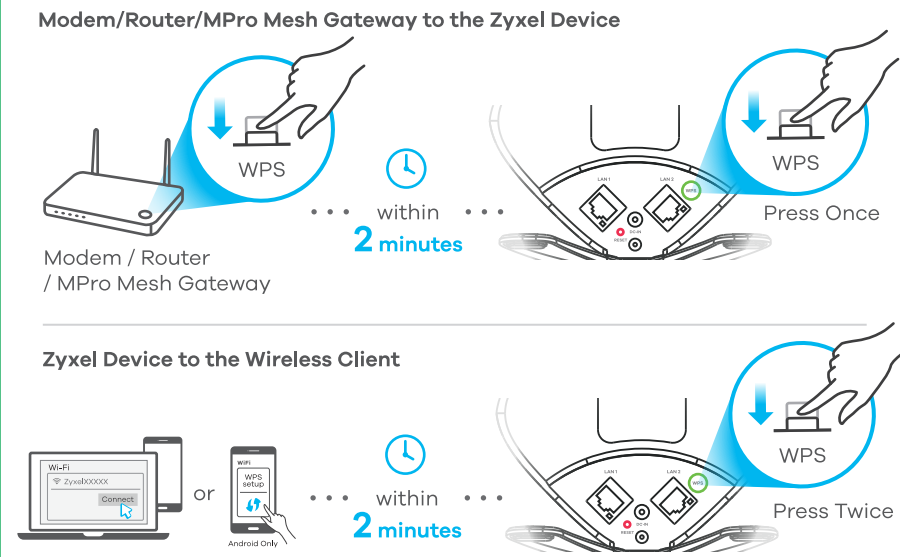 Modem/Router/MPro Mesh Gateway to the Zyxel Device
WPS
WPS
LAN 1
LAN 2
WPS
RESET
DC-IN
within
2 minutes
Press Once
Modem / Router
/ MPro Mesh Gateway
Zyxel Device to the Wireless Client
WPS
Wi-Fi
ZyxelXXXXX
Connect
or
WiFi
WPS
setup
Android Only
within
2 minutes
LAN 1
LAN 2
WPS
RESET
DC-IN
Press Twice